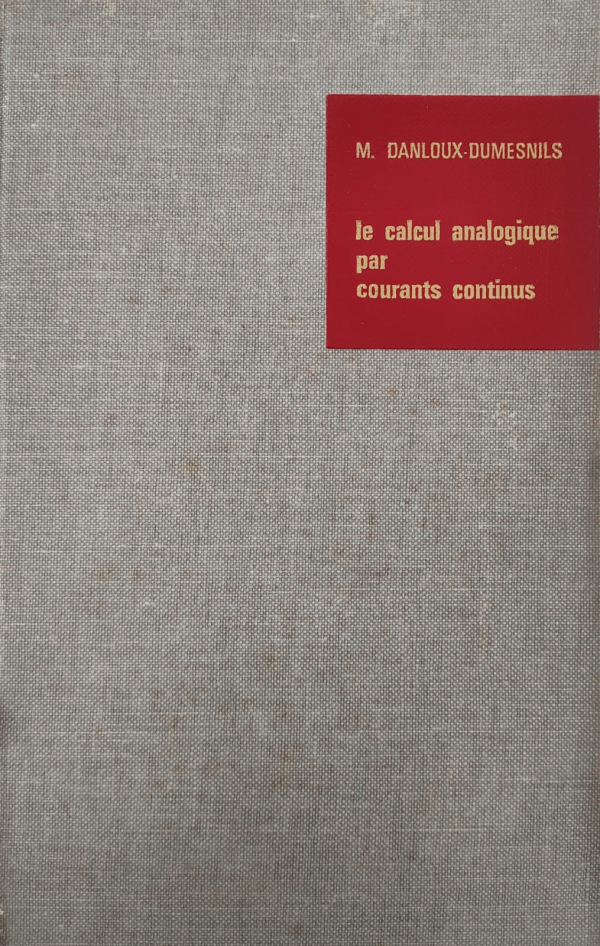 M. DANLOUX-DUMESNILS
le calcul analogique
par
courants continus